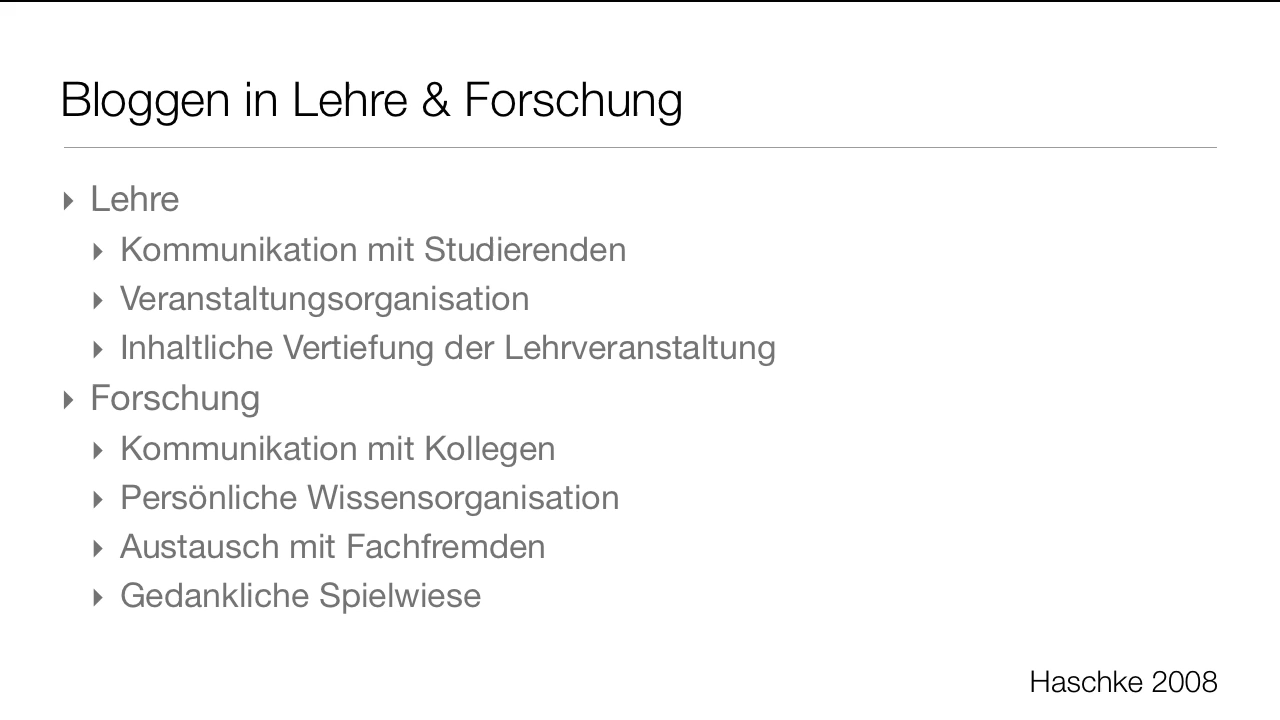 Bloggen in Lehre & Forschung
‣ Lehre
‣ Kommunikation mit Studierenden
‣ Veranstaltungsorganisation
‣ Inhaltliche Vertiefung der Lehrveranstaltung
‣ Forschung
‣ Kommunikation mit Kollegen
‣ Persönliche Wissensorganisation
‣ Austausch mit Fachfremden
‣ Gedankliche Spielwiese
Haschke 2008